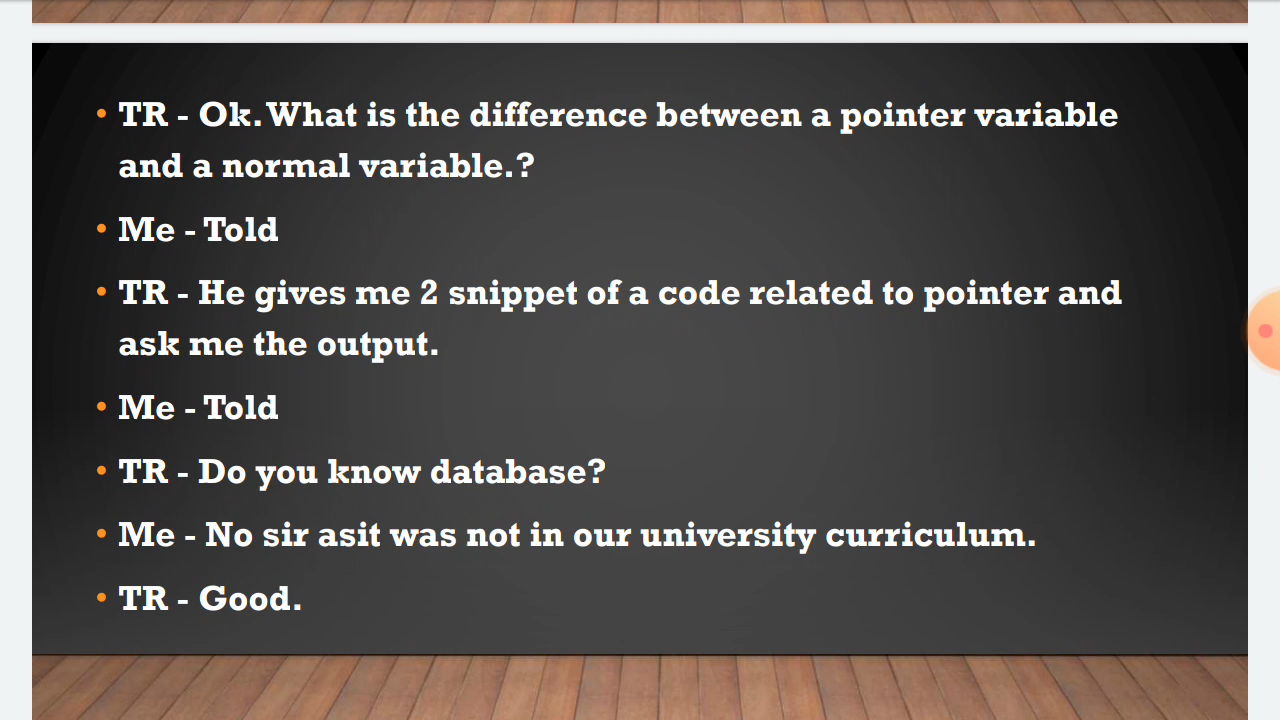 • TR - Ok. What is the difference between a pointer variable
and a normal variable.?
• Me - Told
• TR - He gives me 2 snippet of a code related to pointer and
ask me the output.
• Me - Told
• TR - Do you know database?
• Me - No sir asit was not in our university curriculum.
• TR - Good.